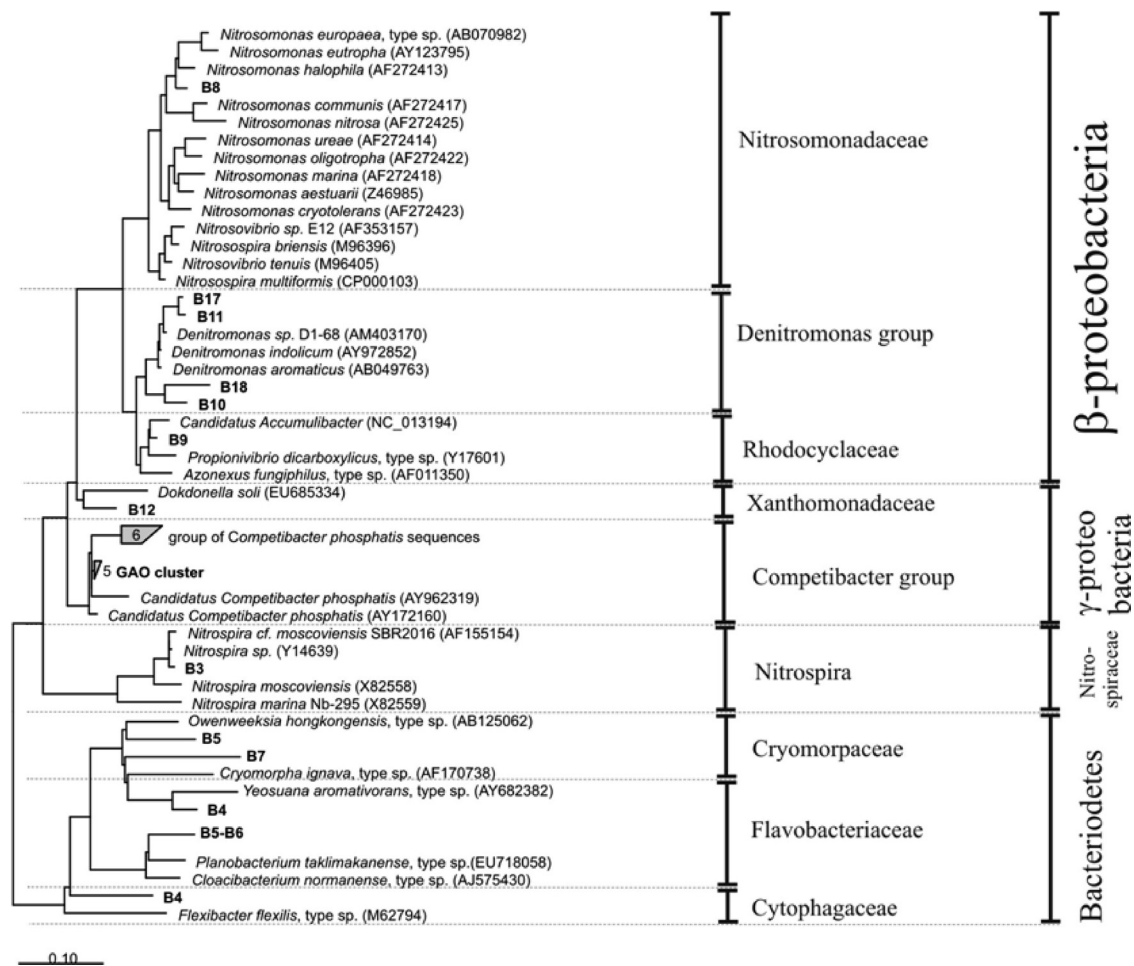 Nitrosomonas europaea, type sp. (AB070982)
Nitrosomonas eutropha (AY123795)
Nitrosomonas halophila (AF272413)
B8
Nitrosomonas communis (AF272417)
Nitrosomonas nitrosa (AF272425)
Nitrosomonas ureae (AF272414)
Nitrosomonas oligotropha (AF272422)
Nitrosomonas marina (AF272418)
Nitrosomonas aestuarii (Z46985)
Nitrosomonas cryotolerans (AF272423)
Nitrosovibrio sp. E12 (AF353157)
Nitrosospira briensis (M96396)
Nitrosovibrio tenuis (M96405)
Nitrosospira multiformis (CP000103)
Nitrosomonadaceae
B17
B11
Denitromonas sp. D1-68 (AM403170)
Denitromonas indolicum (AY972852)
Denitromonas aromaticus (AB049763)
B18
B10
Denitromonas group
Candidatus Accumulibacter (NC_013194)
B9
Propionivibrio dicarboxylicus, type sp. (Y17601)
Azonexus fungiphilus, type sp. (AF011350)
Rhodocyclaceae
β-proteobacteria
Dokdonella soli (EU685334)
B12
Xanthomonadaceae
6 group of Competibacter phosphatis sequences
5 GAO cluster
Candidatus Competibacter phosphatis (AY962319)
Candidatus Competibacter phosphatis (AY172160)
Competibacter group
γ-proteo
bacteria
Nitrospira cf. moscoviensis SBR2016 (AF155154)
Nitrospira sp. (Y14639)
B3
Nitrospira moscoviensis (X82558)
Nitrospira marina Nb-295 (X82559)
Nitrospira
Nitro-
spiraceae
Owenweeksia hongkongensis, type sp. (AB125062)
B5
B7
Cryomorpha ignava, type sp. (AF170738)
Cryomorpaceae
Yeosuana aromativorans, type sp. (AY682382)
B4
B5-B6
Planobacterium taklimakanense, type sp.(EU718058)
Cloacibacterium normanense, type sp. (AJ575430)
Flavobacteriaceae
B4
Flexibacter flexilis, type sp. (M62794)
Cytophagaceae
Bacteriodetes
0.10